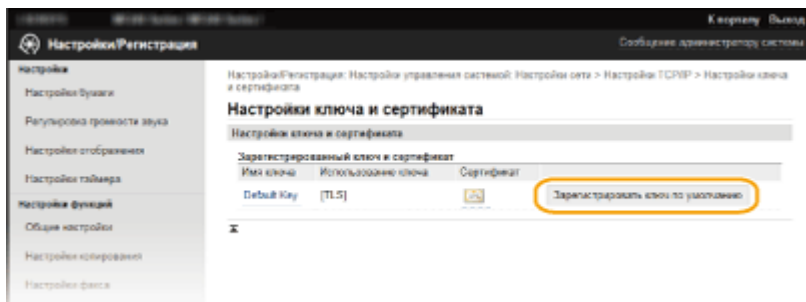 К порталу Выход
Настройки/Регистрация
Сообщение администратору системы
Настройки
Настройки бумаги
Регулировка громкости звука
Настройки отображения
Настройки таймера
Настройки функций
Общие настройки
Настройки копирования
Настройки факса
Настройки/Регистрация: Настройки управления системой: Настройки сети > Настройки TCP/IP > Настройки ключа
и сертификата
Настройки ключа и сертификата
Настройки ключа и сертификата
Зарегистрированный ключ и сертификат
Имя ключа Использование ключа Сертификат
Default Key [TLS] Зарегистрировать ключ по умолчанию